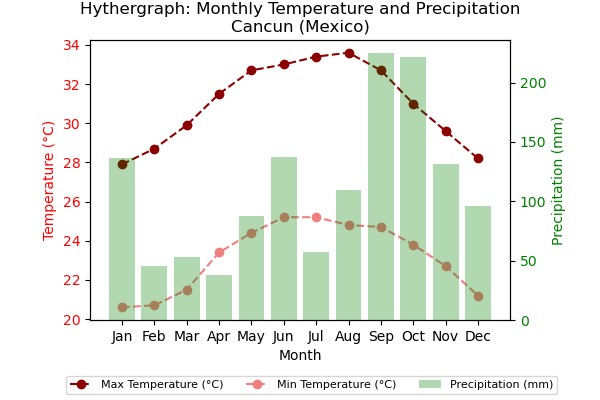 Hythergraph: Monthly Temperature and Precipitation
Cancun (Mexico)
34
32
30
28
26
24
22
20
Temperature (°C)
200
150
100
50
0
Precipitation (mm)
Jan Feb Mar Apr May Jun Jul Aug Sep Oct Nov Dec
Month
Max Temperature (°C) Min Temperature (°C) Precipitation (mm)